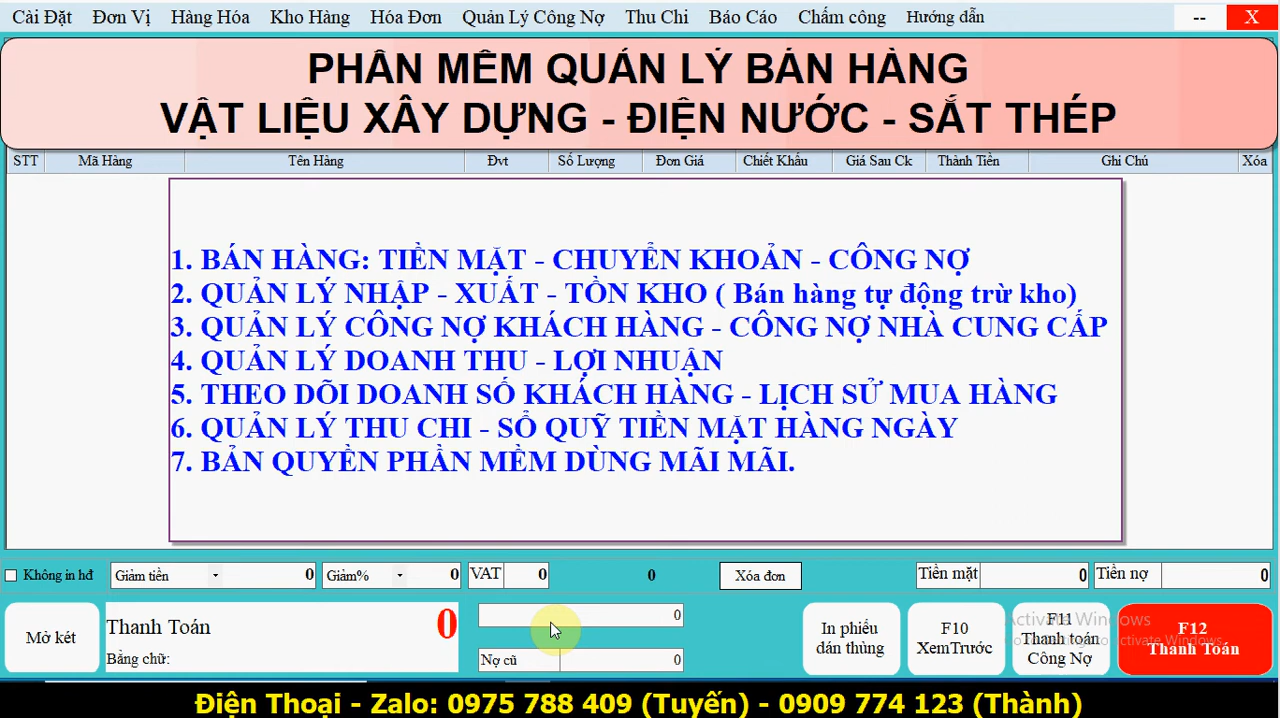 Cài Đặt Đơn Vị Hàng Hóa Kho Hàng Hóa Đơn Quản Lý Công Nợ Thu Chi Báo Cáo Chấm công Hướng dẫn -- X
PHẦN MỀM QUẢN LÝ BÁN HÀNG
VẬT LIỆU XÂY DỰNG - ĐIỆN NƯỚC - SẮT THÉP
STT Mã Hàng Tên Hàng Đvt Số Lượng Đơn Giá Chiết Khấu Giá Sau Ck Thành Tiền Ghi Chú Xóa
1. BÁN HÀNG: TIỀN MẶT - CHUYỂN KHOẢN - CÔNG NỢ
2. QUẢN LÝ NHẬP - XUẤT - TỒN KHO ( Bán hàng tự động trừ kho)
3. QUẢN LÝ CÔNG NỢ KHÁCH HÀNG - CÔNG NỢ NHÀ CUNG CẤP
4. QUẢN LÝ DOANH THU - LỢI NHUẬN
5. THEO DÕI DOANH SỐ KHÁCH HÀNG - LỊCH SỬ MUA HÀNG
6. QUẢN LÝ THU CHI - SỔ QUỸ TIỀN MẶT HÀNG NGÀY
7. BẢN QUYỀN PHẦN MỀM DÙNG MÃI MÃI.
Không in hđ Giảm tiền 0 Giảm% 0 VAT 0 0 Xóa đơn Tiền mặt 0 Tiền nợ 0
Mở két
Thanh Toán 0
Bằng chữ:
0
Nợ cũ 0
In phiếu
dán thùng
F10
XemTrước
F11
Thanh toán
Công Nợ
F12
Thanh Toán
Activate Windows
Điện Thoại - Zalo: 0975 788 409 (Tuyến) - 0909 774 123 (Thành)